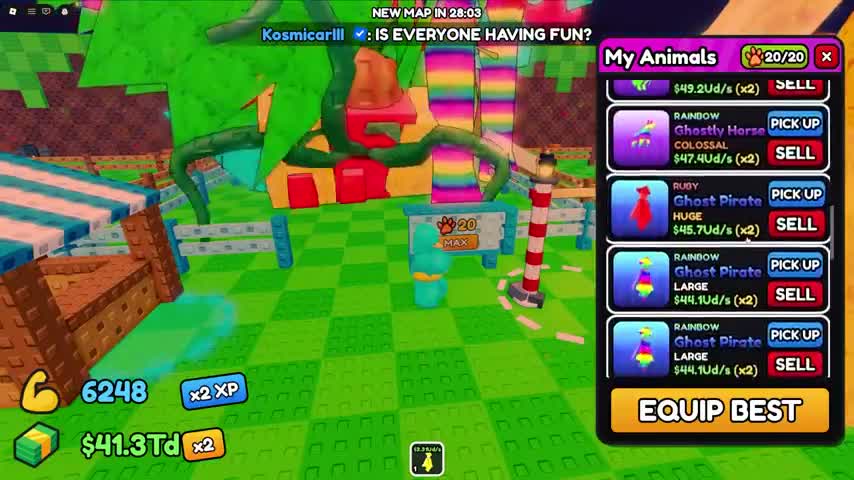 NEW MAP IN 28:03
Kosmicarlll : IS EVERYONE HAVING FUN?
My Animals
20/20
X
$49.2Ud/s (x2)
SELL
RAINBOW
Ghostly Horse
COLOSSAL
$47.4Ud/s (x2)
PICK UP
SELL
RUBY
Ghost Pirate
HUGE
$45.7Ud/s (x2)
PICK UP
SELL
RAINBOW
Ghost Pirate
LARGE
$44.1Ud/s (x2)
PICK UP
SELL
RAINBOW
Ghost Pirate
LARGE
$44.1Ud/s (x2)
PICK UP
SELL
EQUIP BEST
20
MAX
6248
x2 XP
$41.3Td
x2
1